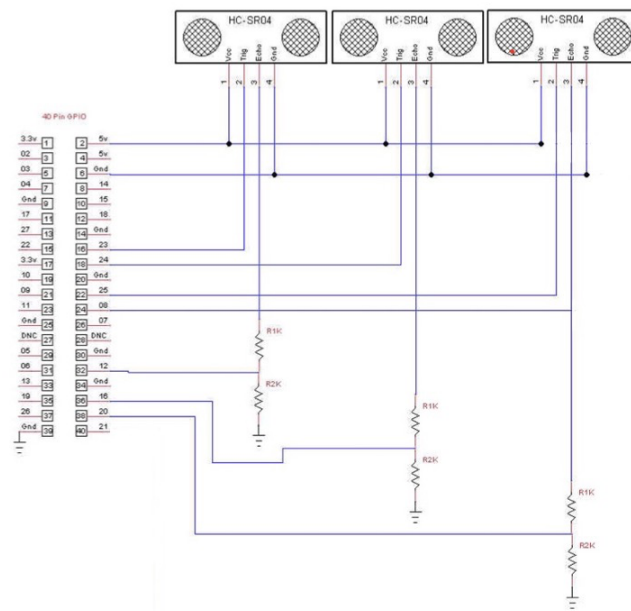 HC-SR04 HC-SR04 HC-SR04
Vcc Trig Echo Gnd Vcc Trig Echo Gnd Vcc Trig Echo Gnd
1 2 3 4 1 2 3 4 1 2 3 4
40 Pin GPIO
3.3v 1 2 5v
02 3 4 5v
03 5 6 Gnd
04 7 8 14
Gnd 9 10 15
17 11 12 18
27 13 14 Gnd
22 15 16 23
3.3v 17 18 24
10 19 20 Gnd
09 21 22 25
11 23 24 08
Gnd 25 26 07
DNC 27 28 DNC
05 29 30 Gnd
06 31 32 12
13 33 34 Gnd
19 35 36 16
26 37 38 20
Gnd 39 40 21
R1K
R2K
R1K
R2K
R1K
R2K